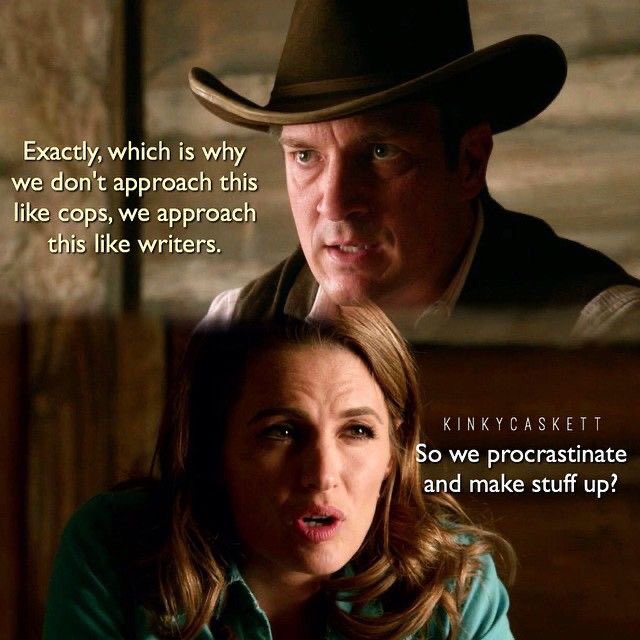 Exactly, which is why
we don't approach this
like cops, we approach
this like writers.
KINKYCASKETT
So we procrastinate
and make stuff up?